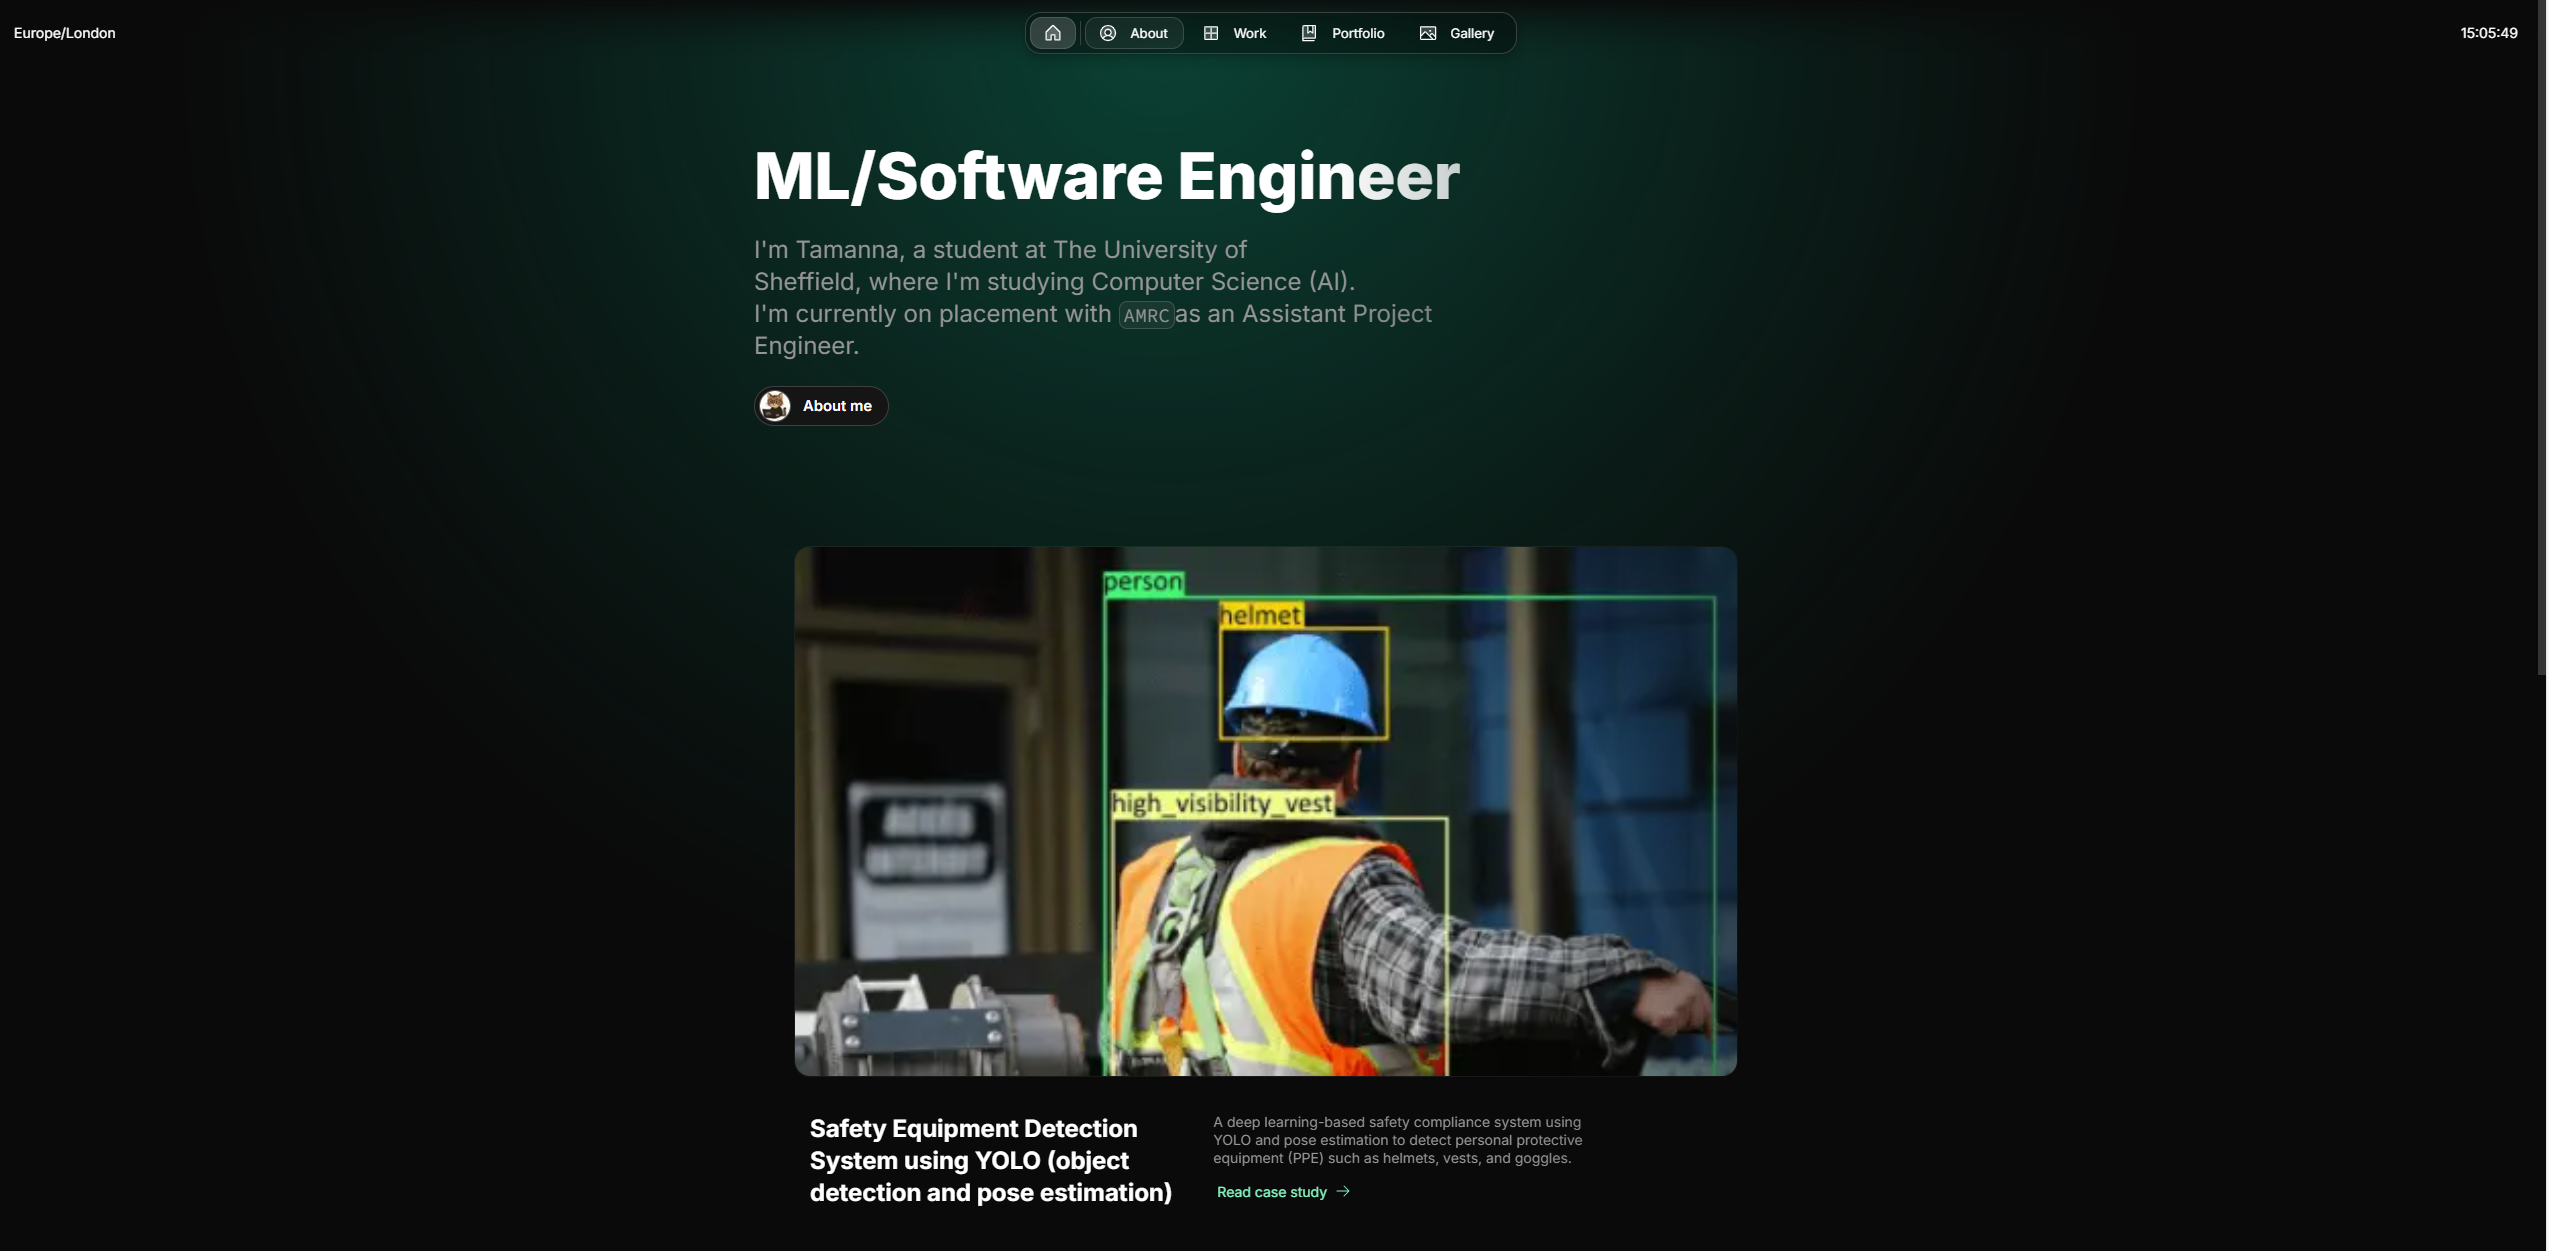 Europe/London
About
Work
Portfolio
Gallery
15:05:49
ML/Software Engineer
I'm Tamanna, a student at The University of
Sheffield, where I'm studying Computer Science (AI).
I'm currently on placement with AMRC as an Assistant Project
Engineer.
About me
person
helmet
high_visibility_vest
ACCÈS
INTERDIT
Safety Equipment Detection
System using YOLO (object
detection and pose estimation)
A deep learning-based safety compliance system using
YOLO and pose estimation to detect personal protective
equipment (PPE) such as helmets, vests, and goggles.
Read case study